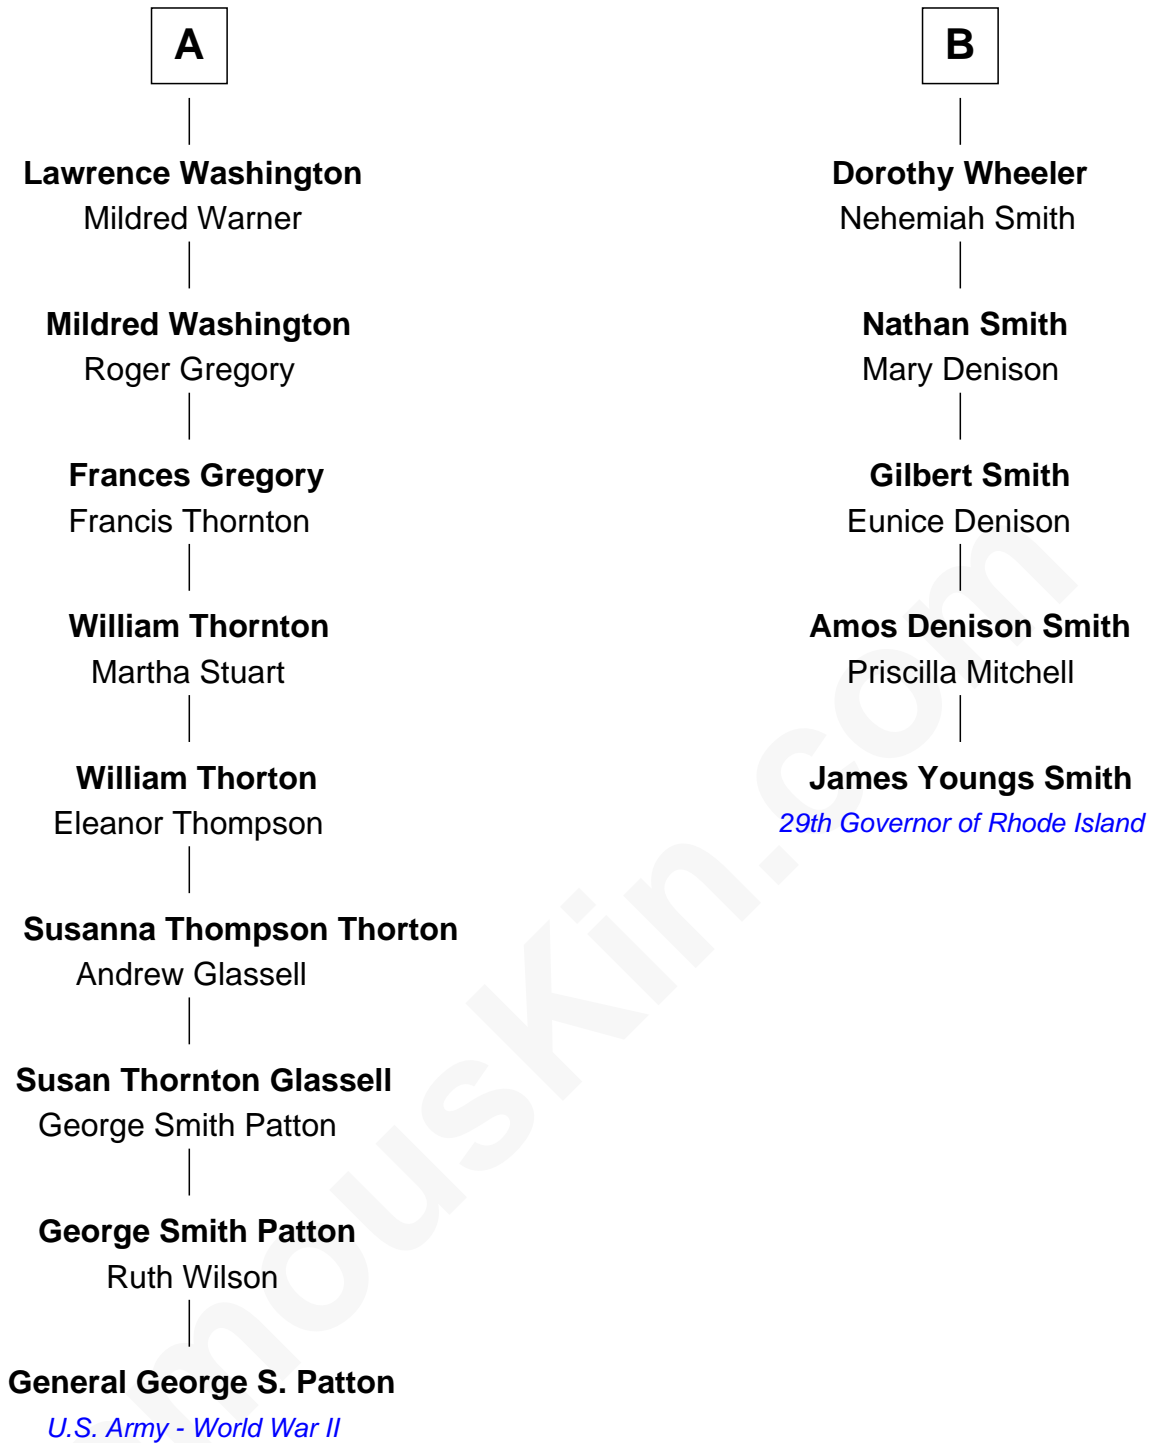 A
Lawrence Washington
Mildred Warner
Mildred Washington
Roger Gregory
Frances Gregory
Francis Thornton
William Thornton
Martha Stuart
William Thorton
Eleanor Thompson
Susanna Thompson Thorton
Andrew Glassell
Susan Thornton Glassell
George Smith Patton
George Smith Patton
Ruth Wilson
General George S. Patton
U.S. Army - World War II
B
Dorothy Wheeler
Nehemiah Smith
Nathan Smith
Mary Denison
Gilbert Smith
Eunice Denison
Amos Denison Smith
Priscilla Mitchell
James Youngs Smith
29th Governor of Rhode Island
mouskin.com